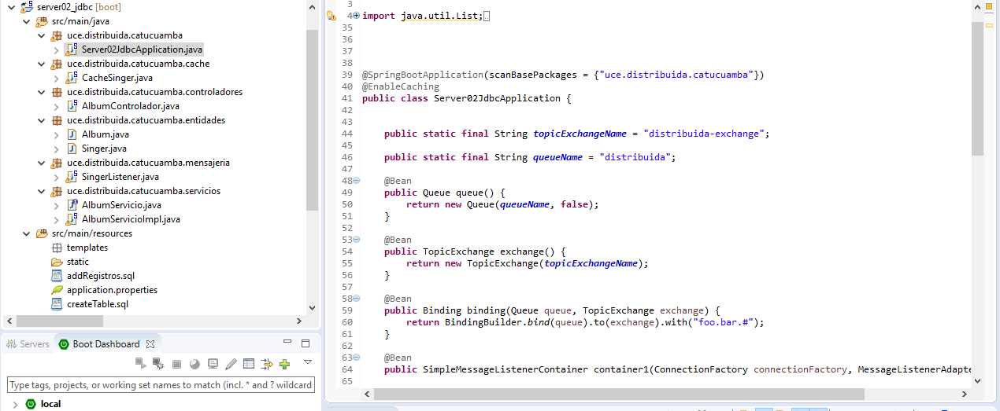 server02_jdbc [boot]
src/main/java
uce.distribuida.catucuamba
Server02JdbcApplication.java
uce.distribuida.catucuamba.cache
CacheSinger.java
uce.distribuida.catucuamba.controladores
AlbumControlador.java
uce.distribuida.catucuamba.entidades
Album.java
Singer.java
uce.distribuida.catucuamba.mensajeria
SingerListener.java
uce.distribuida.catucuamba.servicios
AlbumServicio.java
AlbumServicioImpl.java
src/main/resources
templates
static
addRegistros.sql
application.properties
createTable.sql
Servers
Boot Dashboard
Type tags, projects, or working set names to match (incl. * and ? wildcard
local
3
4 import java.util.List;
35
36
37
38
39 @SpringBootApplication(scanBasePackages = {"uce.distribuida.catucuamba"})
40 @EnableCaching
41 public class Server02JdbcApplication {
42
43
44 public static final String topicExchangeName = "distribuida-exchange";
45
46 public static final String queueName = "distribuida";
47
48 @Bean
49 public Queue queue() {
50 return new Queue(queueName, false);
51 }
52
53 @Bean
54 public TopicExchange exchange() {
55 return new TopicExchange(topicExchangeName);
56 }
57
58 @Bean
59 public Binding binding(Queue queue, TopicExchange exchange) {
60 return BindingBuilder.bind(queue).to(exchange).with("foo.bar.#");
61 }
62
63 @Bean
64 public SimpleMessageListenerContainer container1(ConnectionFactory connectionFactory, MessageListenerAdapte
65